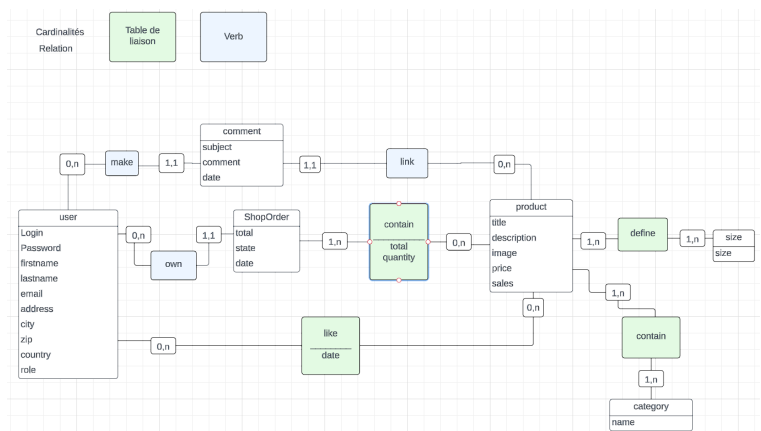 Cardinalités
Relation
Table de
liaison
Verb
comment
subject
comment
date
0,n
make
1,1
1,1
link
0,n
user
Login
Password
firstname
lastname
email
address
city
zip
country
role
0,n
own
1,1
ShopOrder
total
state
date
1,n
contain
total
quantity
0,n
product
title
description
image
price
sales
1,n
define
1,n
size
size
0,n
like
date
0,n
1,n
contain
1,n
category
name